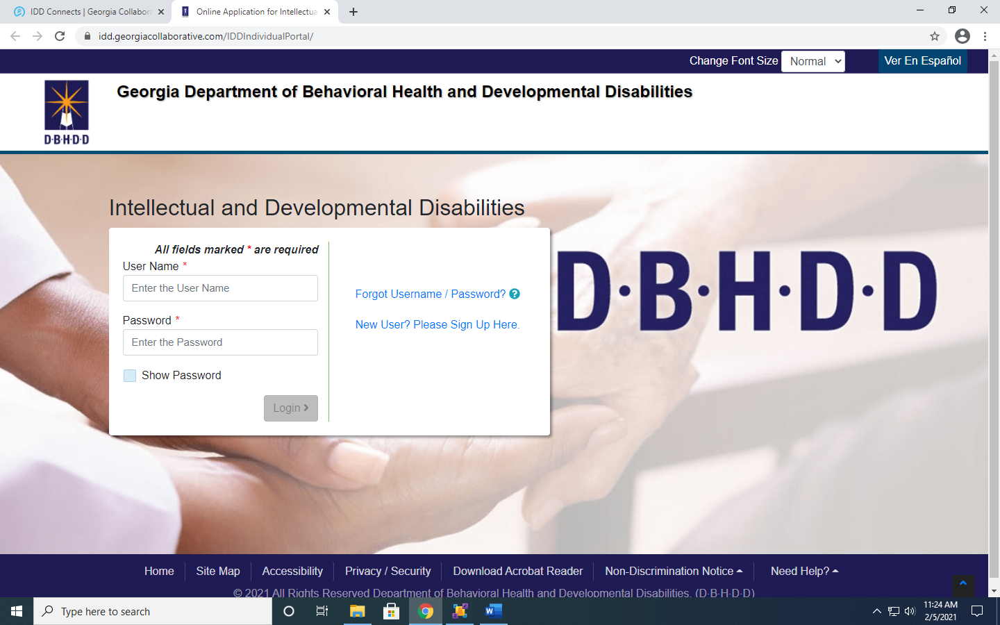 IDD Connects | Georgia Collabora
Online Application for Intellectua
idd.georgiacollaborative.com/IDDIndividualPortal/
Change Font Size
Normal
Ver En Español
Georgia Department of Behavioral Health and Developmental Disabilities
D·B·H·D·D
Intellectual and Developmental Disabilities
All fields marked * are required
User Name *
Enter the User Name
Password *
Enter the Password
Show Password
Login
Forgot Username / Password?
New User? Please Sign Up Here.
D·B·H·D·D
Home
Site Map
Accessibility
Privacy / Security
Download Acrobat Reader
Non-Discrimination Notice
Need Help?
© 2021 All Rights Reserved Department of Behavioral Health and Developmental Disabilities. (D·B·H·D·D)
Type here to search
11:24 AM
2/5/2021